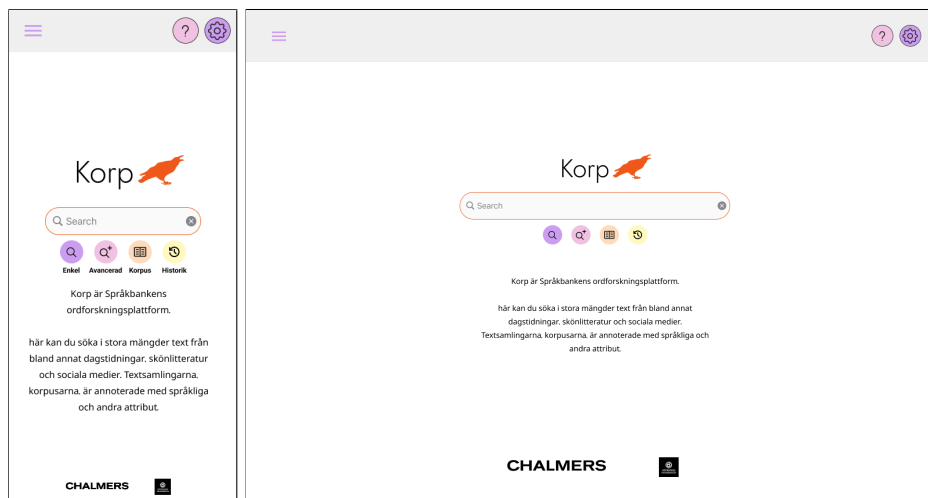 ?
Korp
Search
Enkel Avancerad Korpus Historik
Korp är Språkbankens
ordforskningsplattform.
här kan du söka i stora mängder text från
bland annat dagstidningar, skönlitteratur
och sociala medier. Textsamlingarna,
korpusarna, är annoterade med språkliga
och andra attribut.
CHALMERS
?
Korp
Search
Korp är Språkbankens ordforskningsplattform.
här kan du söka i stora mängder text från bland annat
dagstidningar, skönlitteratur och sociala medier.
Textsamlingarna, korpusarna, är annoterade med språkliga och
andra attribut.
CHALMERS